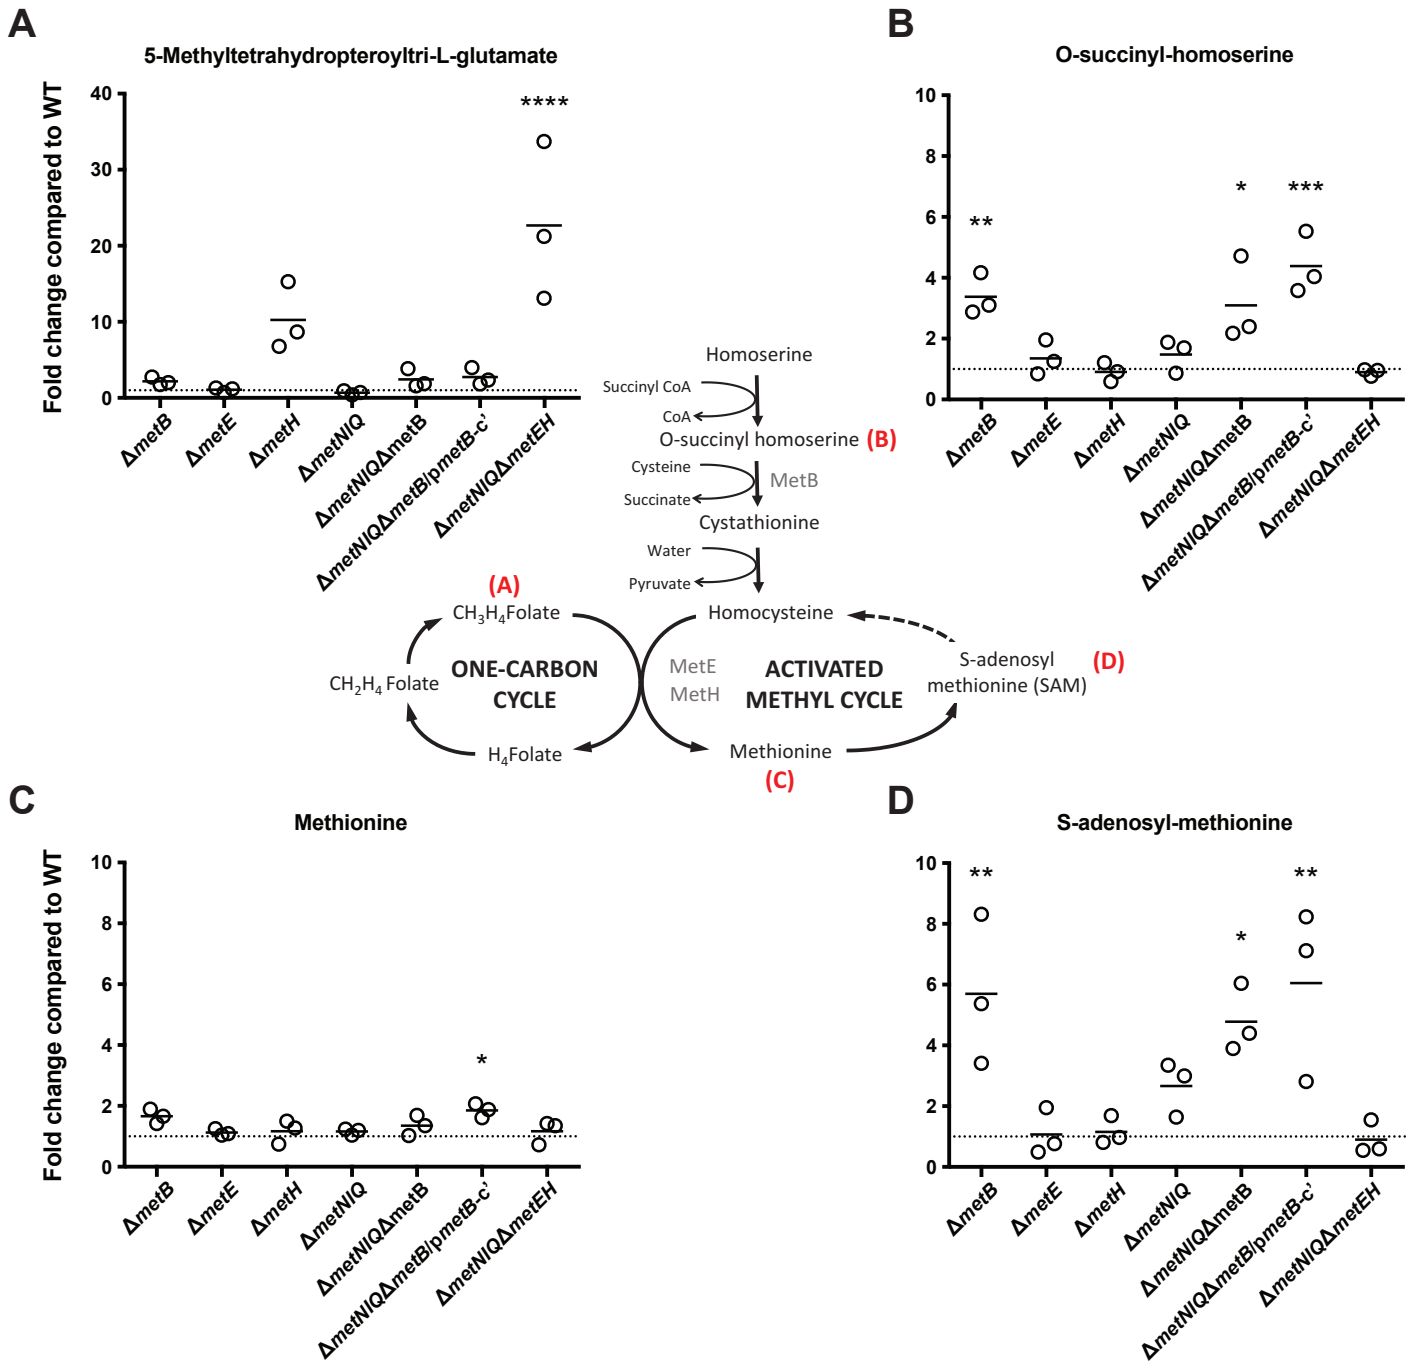 A
5-Methyltetrahydropteroyltri-L-glutamate
Fold change compared to WT
40
30
20
10
0
****
ΔmetB
ΔmetE
ΔmetH
ΔmetNIQ
ΔmetNIQΔmetB
ΔmetNIQΔmetB/pmetB-c'
ΔmetNIQΔmetEH
B
O-succinyl-homoserine
10
8
6
4
2
0
**
*
***
ΔmetB
ΔmetE
ΔmetH
ΔmetNIQ
ΔmetNIQΔmetB
ΔmetNIQΔmetB/pmetB-c'
ΔmetNIQΔmetEH
Homoserine
Succinyl CoA
CoA
O-succinyl homoserine (B)
Cysteine
MetB
Succinate
Cystathionine
Water
Pyruvate
(A)
CH3H4Folate
Homocysteine
CH2H4 Folate
ONE-CARBON
CYCLE
MetE
MetH
ACTIVATED
METHYL CYCLE
S-adenosyl
methionine (SAM)
(D)
H4Folate
Methionine
(C)
C
Methionine
Fold change compared to WT
10
8
6
4
2
0
*
ΔmetB
ΔmetE
ΔmetH
ΔmetNIQ
ΔmetNIQΔmetB
ΔmetNIQΔmetB/pmetB-c'
ΔmetNIQΔmetEH
D
S-adenosyl-methionine
10
8
6
4
2
0
**
*
**
ΔmetB
ΔmetE
ΔmetH
ΔmetNIQ
ΔmetNIQΔmetB
ΔmetNIQΔmetB/pmetB-c'
ΔmetNIQΔmetEH